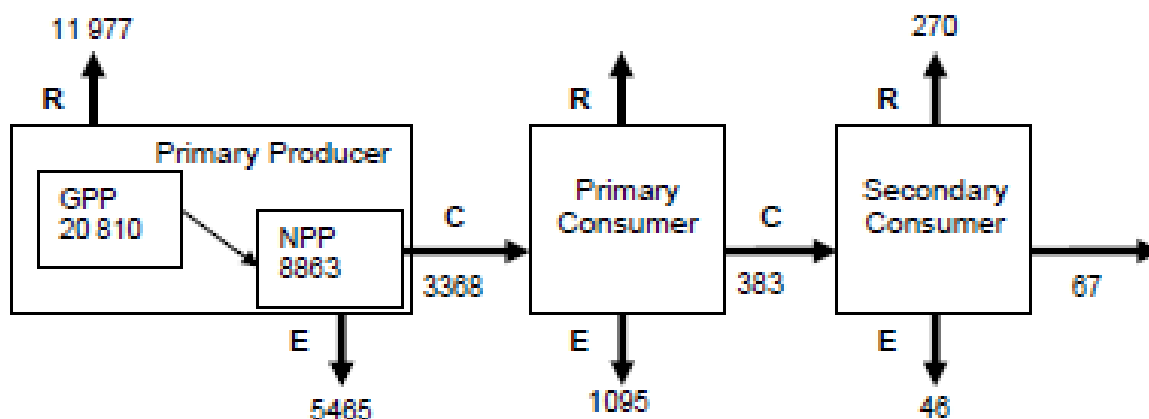 11 977
270
R
R
R
Primary Producer
GPP
20 810
NPP
8863
C
3368
Primary
Consumer
C
383
Secondary
Consumer
67
E
5465
E
1095
E
46